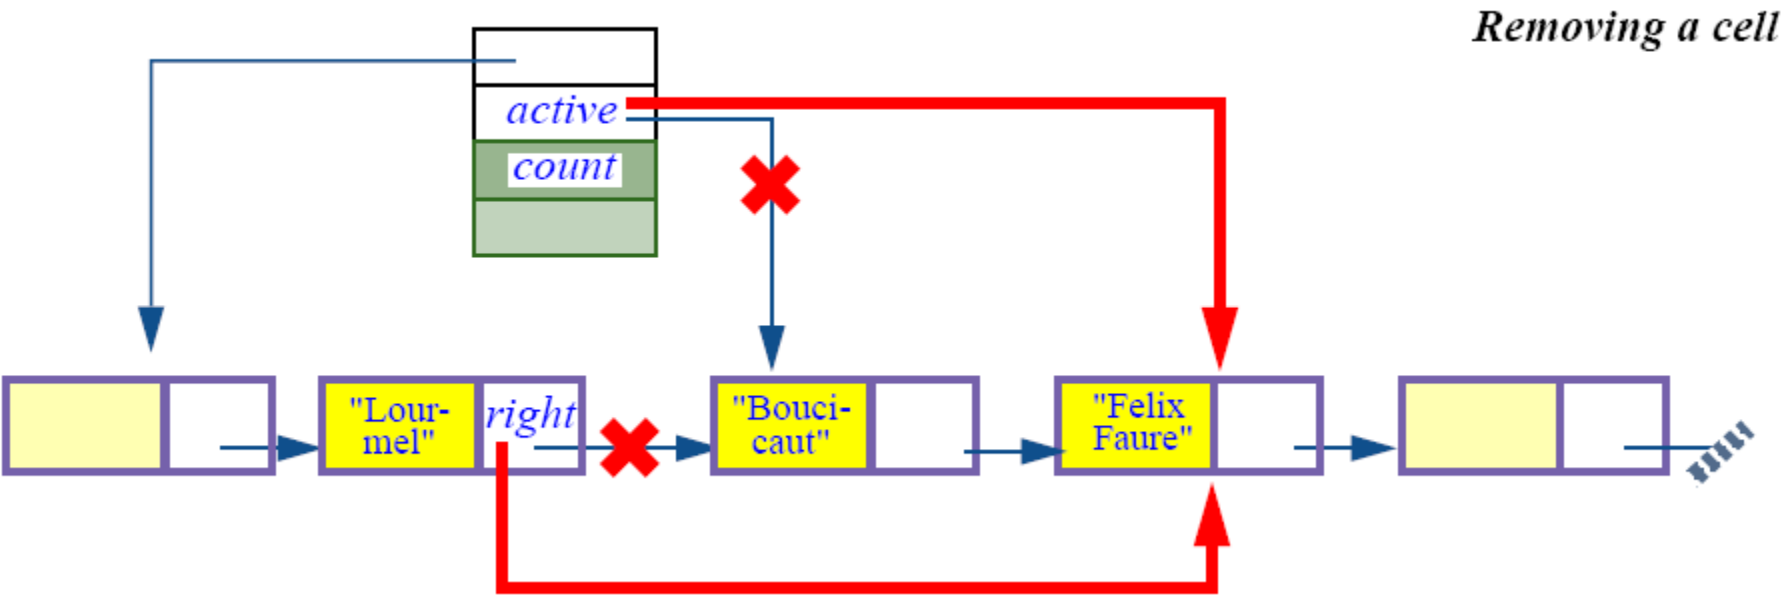 Removing a cell
active
count
"Lour-
mel"
right
"Bouci-
caut"
"Felix
Faure"